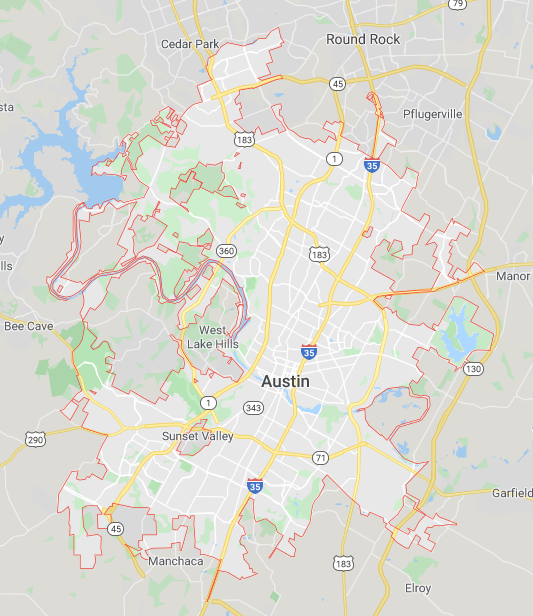 79
Round Rock
Cedar Park
45
sta
Pflugerville
183
1
35
y
360
183
lls
Manor
Bee Cave
West
Lake Hills
35
130
Austin
1
343
Sunset Valley
290
71
35
Garfield
45
Manchaca
183
Elroy